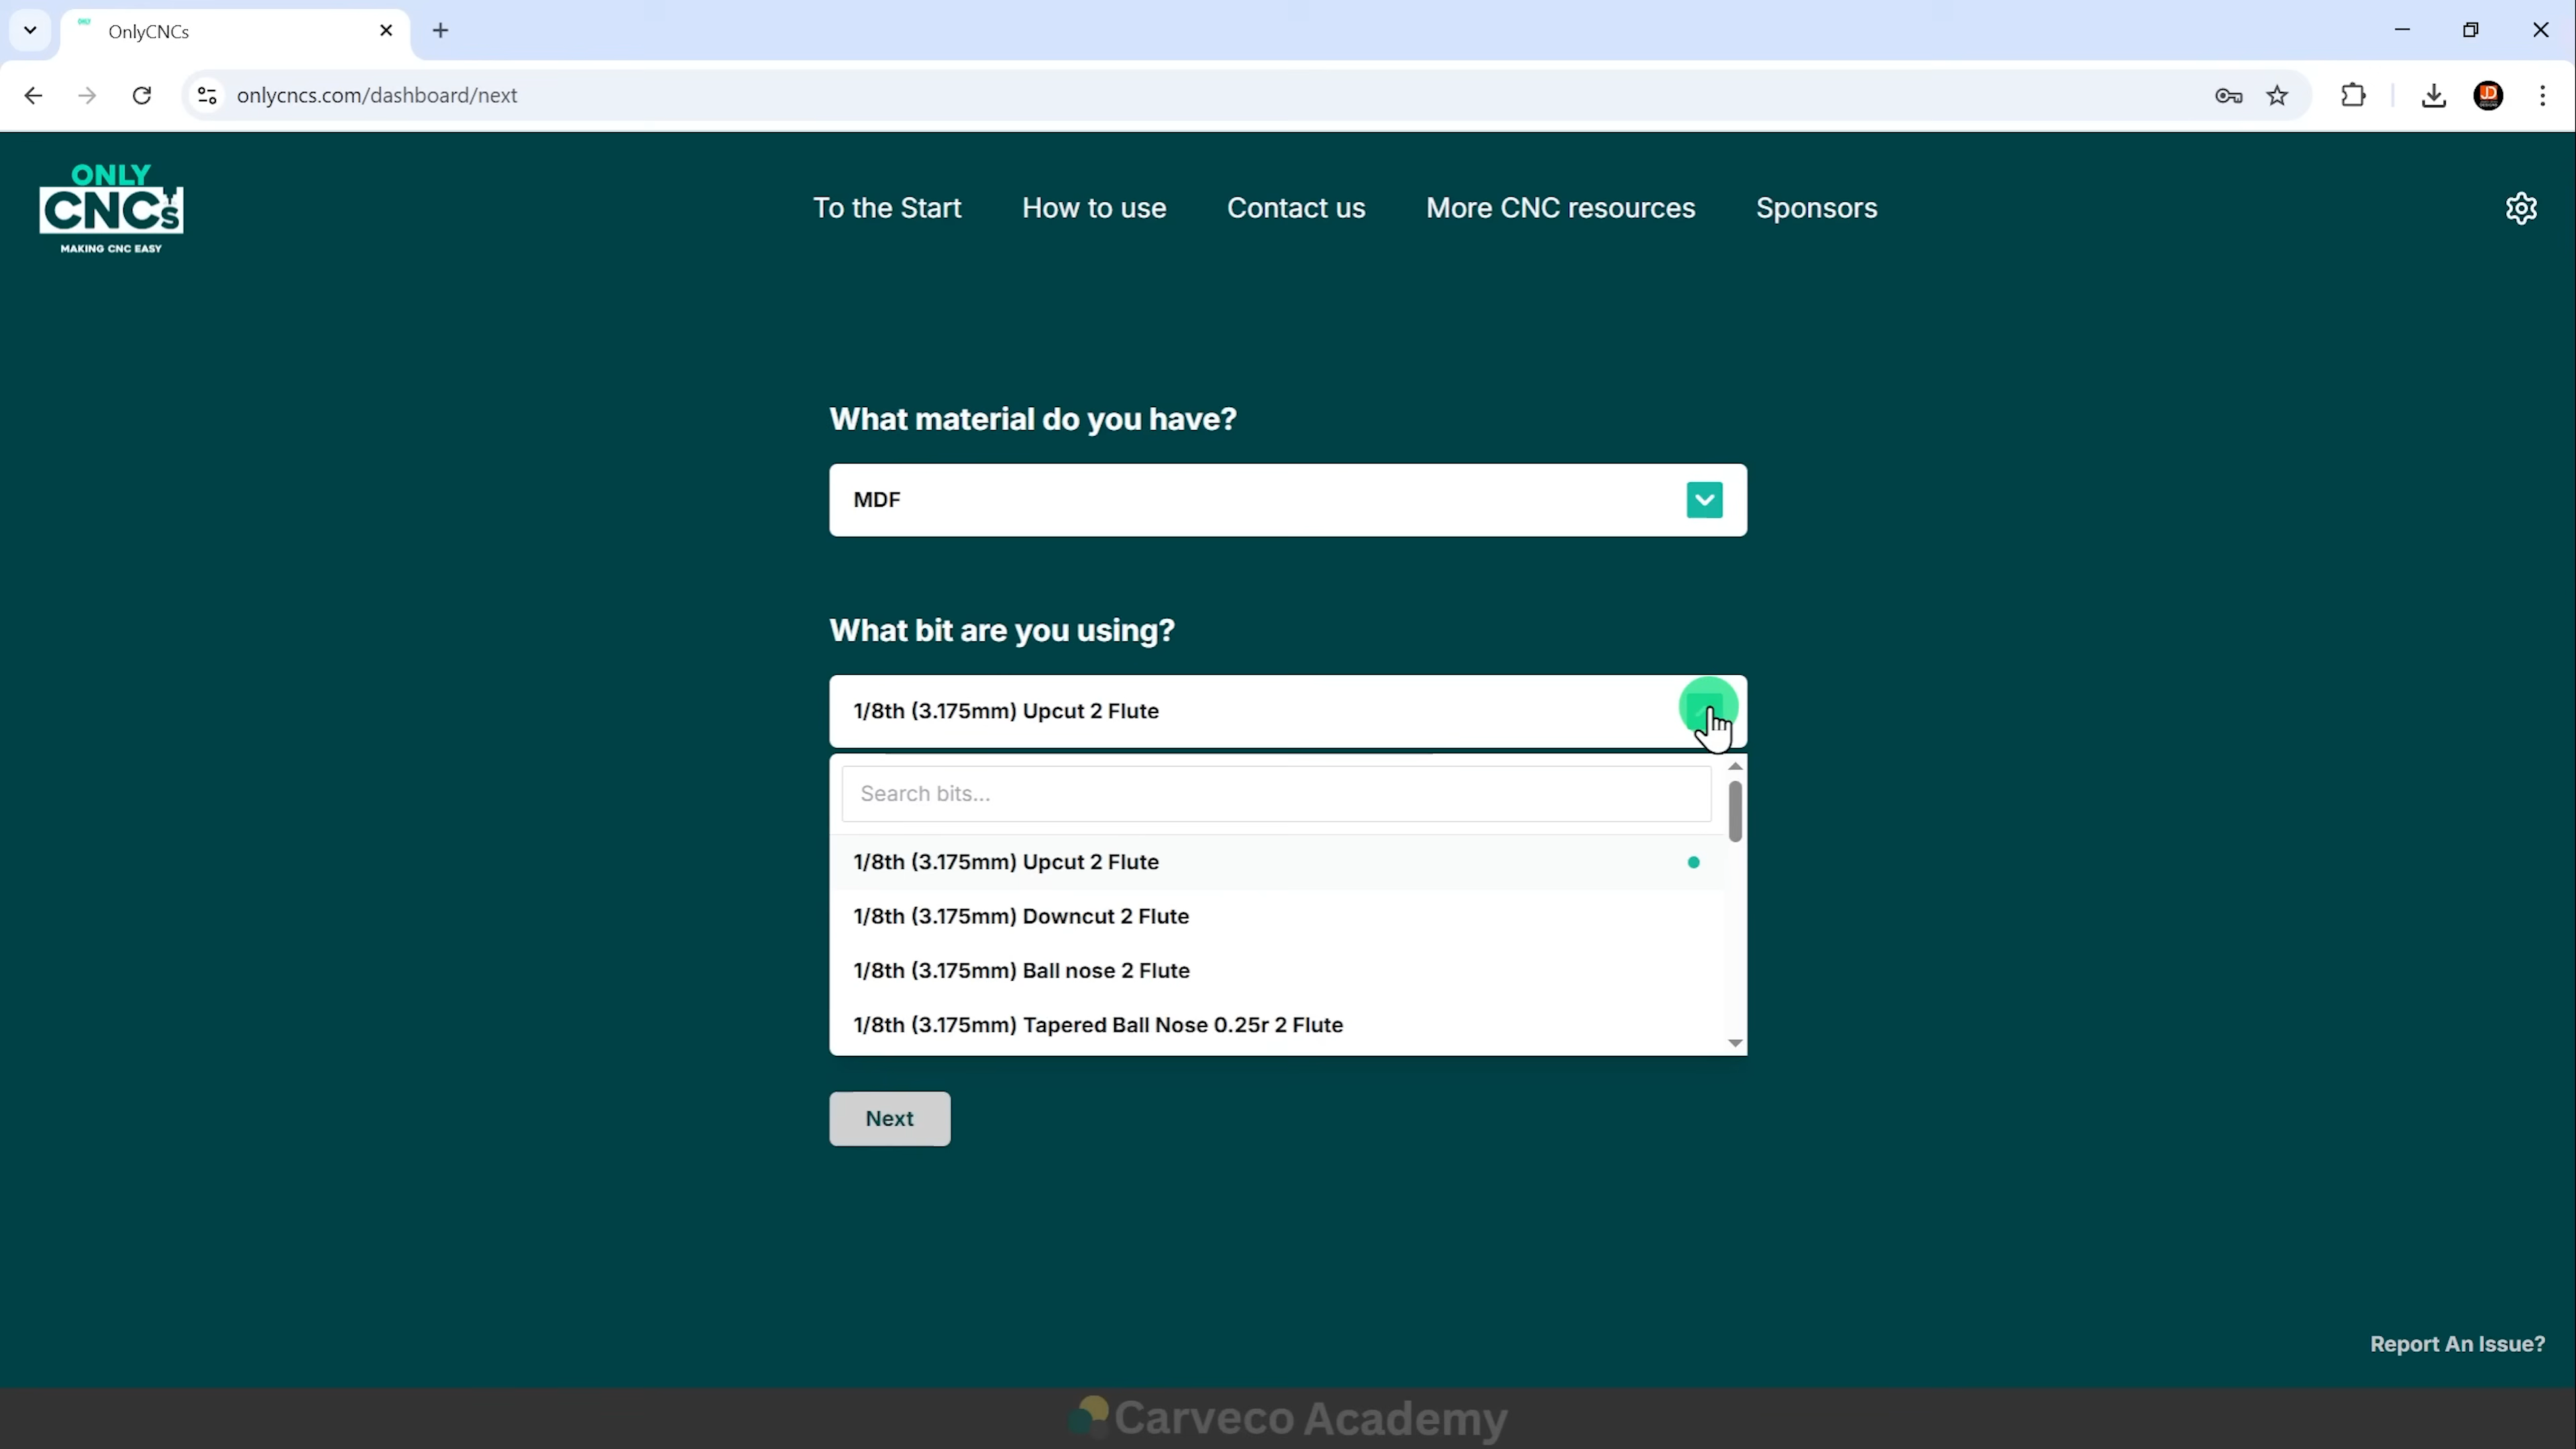 OnlyCNCs
onlycncs.com/dashboard/next
JD
ONLY
CNCs
MAKING CNC EASY
To the Start
How to use
Contact us
More CNC resources
Sponsors
What material do you have?
MDF
What bit are you using?
1/8th (3.175mm) Upcut 2 Flute
Search bits...
1/8th (3.175mm) Upcut 2 Flute
1/8th (3.175mm) Downcut 2 Flute
1/8th (3.175mm) Ball nose 2 Flute
1/8th (3.175mm) Tapered Ball Nose 0.25r 2 Flute
Next
Report An Issue?
Carveco Academy